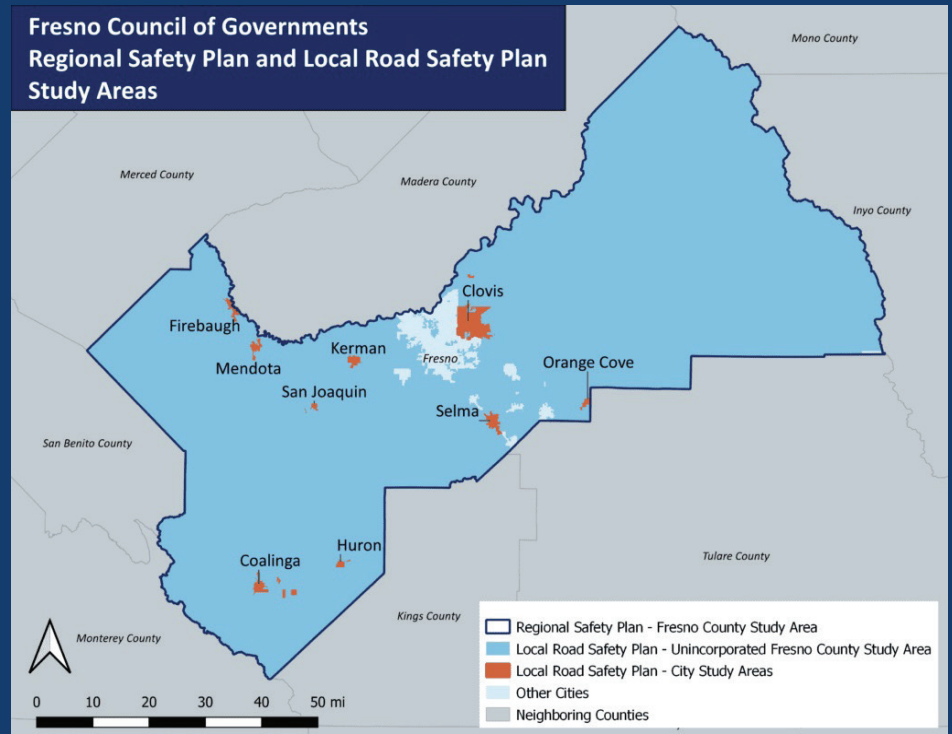 Fresno Council of Governments
Regional Safety Plan and Local Road Safety Plan
Study Areas
Mono County
Merced County
Madera County
Inyo County
Clovis
Firebaugh
Mendota
Kerman
Fresno
Orange Cove
San Joaquin
Selma
San Benito County
Huron
Coalinga
Tulare County
Kings County
Monterey County
Regional Safety Plan - Fresno County Study Area
Local Road Safety Plan - Unincorporated Fresno County Study Area
Local Road Safety Plan - City Study Areas
Other Cities
Neighboring Counties
0 10 20 30 40 50 mi